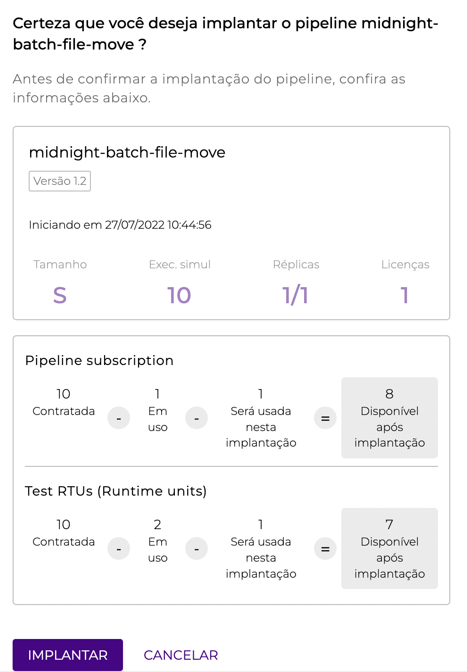 Certeza que você deseja implantar o pipeline midnight-
batch-file-move ?
Antes de confirmar a implantação do pipeline, confira as
informações abaixo.
midnight-batch-file-move
Versão 1.2
Iniciando em 27/07/2022 10:44:56
Tamanho Exec. simul Réplicas Licenças
S 10 1/1 1
Pipeline subscription
10 1 1 8
Contratada - Em - Será usada = Disponível
uso nesta após
implantação implantação
Test RTUs (Runtime units)
10 2 1 7
Contratada - Em - Será usada = Disponível
uso nesta após
implantação implantação
IMPLANTAR CANCELAR